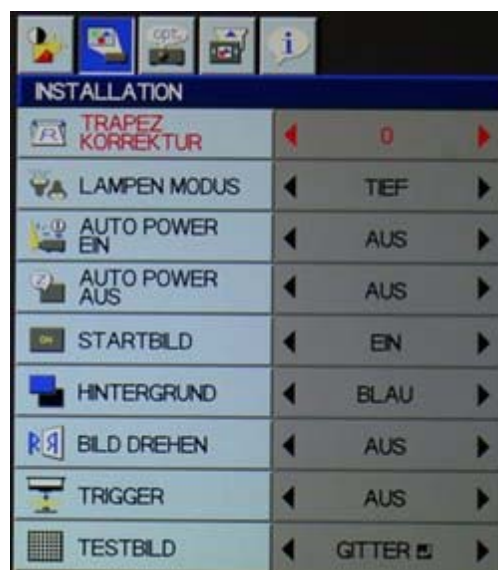 opt.
i
INSTALLATION
TRAPEZ
KORREKTUR
0
LAMPEN MODUS
TIEF
AUTO POWER
EIN
AUS
AUTO POWER
AUS
AUS
STARTBILD
EIN
HINTERGRUND
BLAU
BILD DREHEN
AUS
TRIGGER
AUS
TESTBILD
GITTER